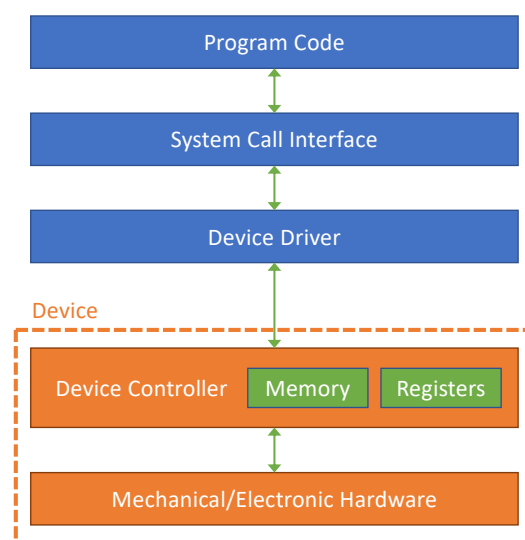 Program Code
System Call Interface
Device Driver
Device
Device Controller
Memory
Registers
Mechanical/Electronic Hardware